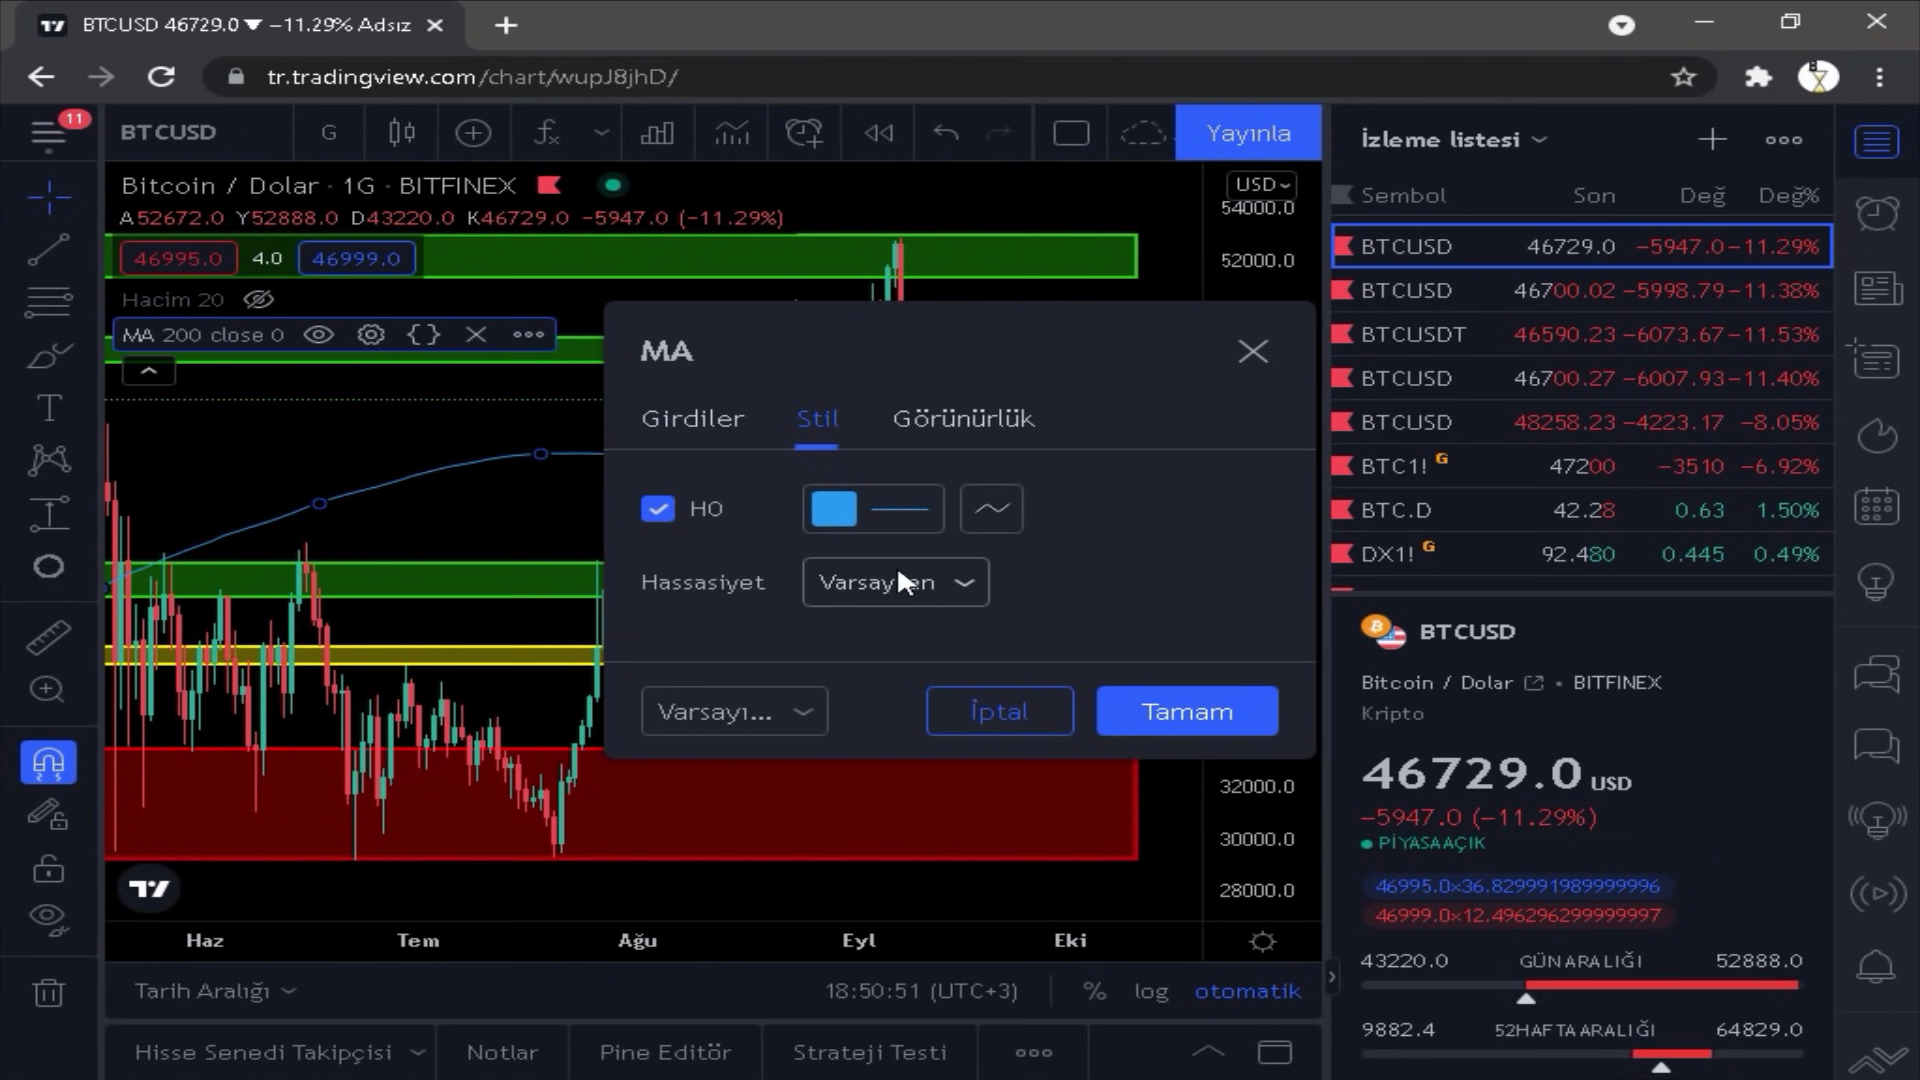 BTCUSD 46729.0 ▼ −11.29% Adsız
tr.tradingview.com/chart/wupJ8jhD/
11
BTCUSD G Yayınla
Bitcoin / Dolar · 1G · BITFINEX
A52672.0 Y52888.0 D43220.0 K46729.0 −5947.0 (−11.29%)
46995.0 4.0 46999.0
Hacim 20
MA 200 close 0
USD
54000.0
52000.0
32000.0
30000.0
28000.0
MA
Girdiler Stil Görünürlük
HO
Hassasiyet
Varsayı... İptal Tamam
Haz Tem Ağu Eyl Eki
Tarih Aralığı 18:50:51 (UTC+3) % log otomatik
Hisse Senedi Takipçisi Notlar Pine Editör Strateji Testi
İzleme listesi
Sembol Son Değ Değ%
BTCUSD 46729.0 −5947.0 −11.29%
BTCUSD 46700.02 −5998.79 −11.38%
BTCUSDT 46590.23 −6073.67 −11.53%
BTCUSD 46700.27 −6007.93 −11.40%
BTCUSD 48258.23 −4223.17 −8.05%
BTC1! G 47200 −3510 −6.92%
BTC.D 42.28 0.63 1.50%
DX1! G 92.480 0.445 0.49%
BTCUSD
Bitcoin / Dolar • BITFINEX
Kripto
46729.0 USD
−5947.0 (−11.29%)
PİYASA AÇIK
46995.0×36.829991989999996
46999.0×12.496296299999997
43220.0 GÜN ARALIĞI 52888.0
9882.4 52 HAFTA ARALIĞI 64829.0